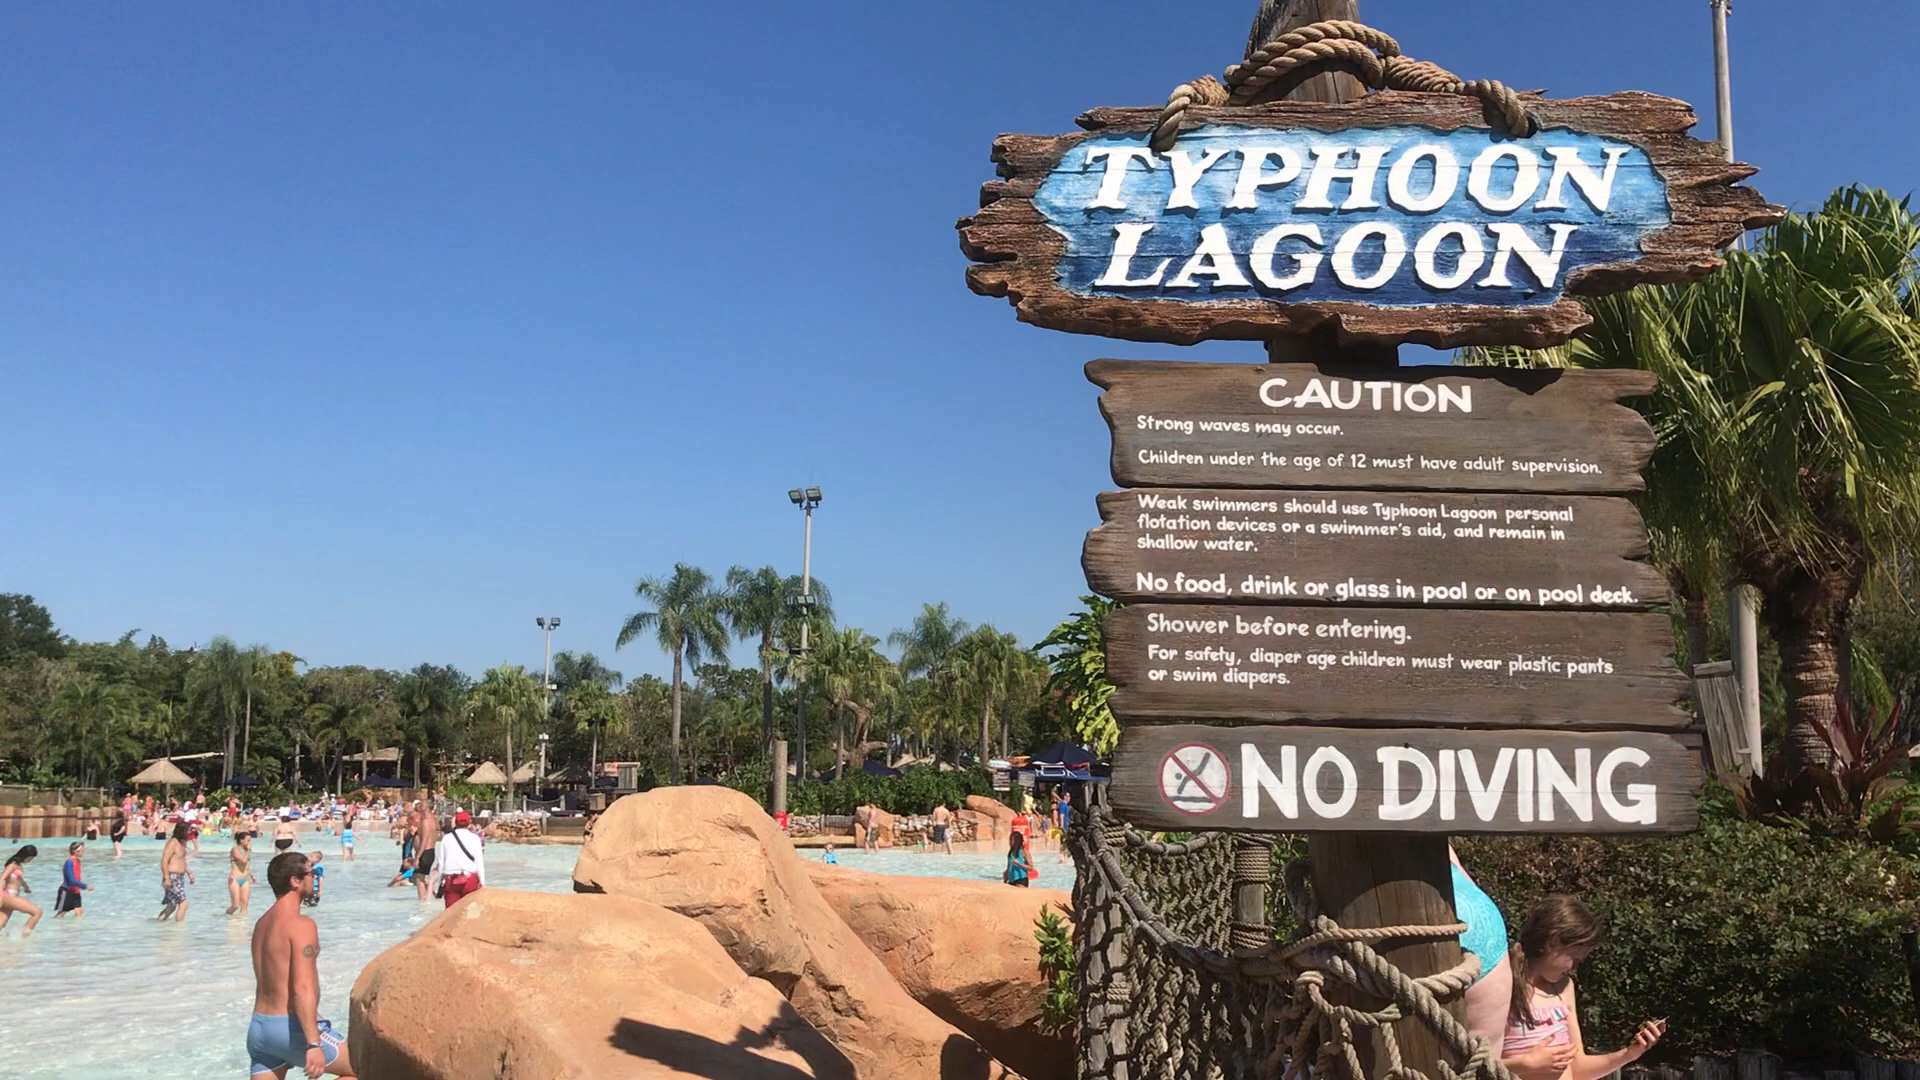 TYPHOON
LAGOON
CAUTION
Strong waves may occur.
Children under the age of 12 must have adult supervision.
Weak swimmers should use Typhoon Lagoon personal
flotation devices or a swimmer's aid, and remain in
shallow water.
No food, drink or glass in pool or on pool deck.
Shower before entering.
For safety, diaper age children must wear plastic pants
or swim diapers.
NO DIVING